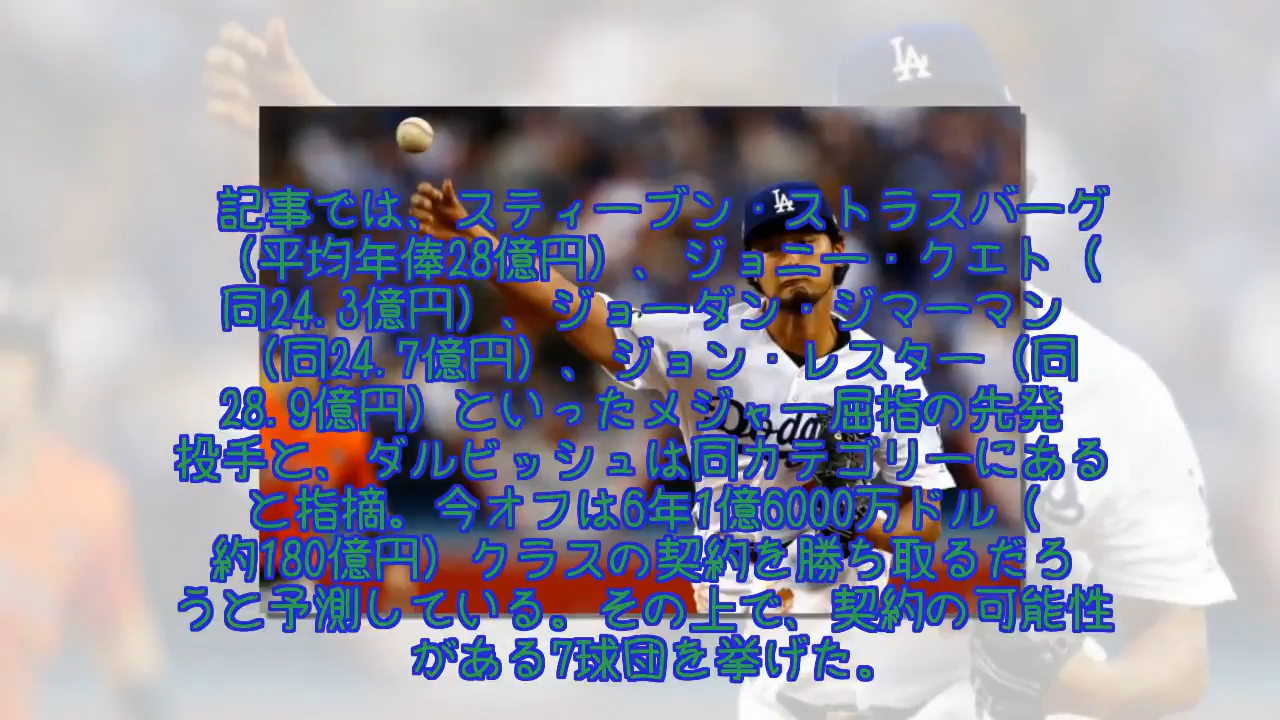 記事では、スティーブン・ストラスバーグ
（平均年俸28億円）、ジョニー・クエト（
同24.3億円）、ジョーダン・ジマーマン
（同24.7億円）、ジョン・レスター（同
28.9億円）といったメジャー屈指の先発
投手と、ダルビッシュは同カテゴリーにある
と指摘。今オフは6年1億6000万ドル（
約180億円）クラスの契約を勝ち取るだろ
うと予測している。その上で、契約の可能性
がある7球団を挙げた。
LA
LA